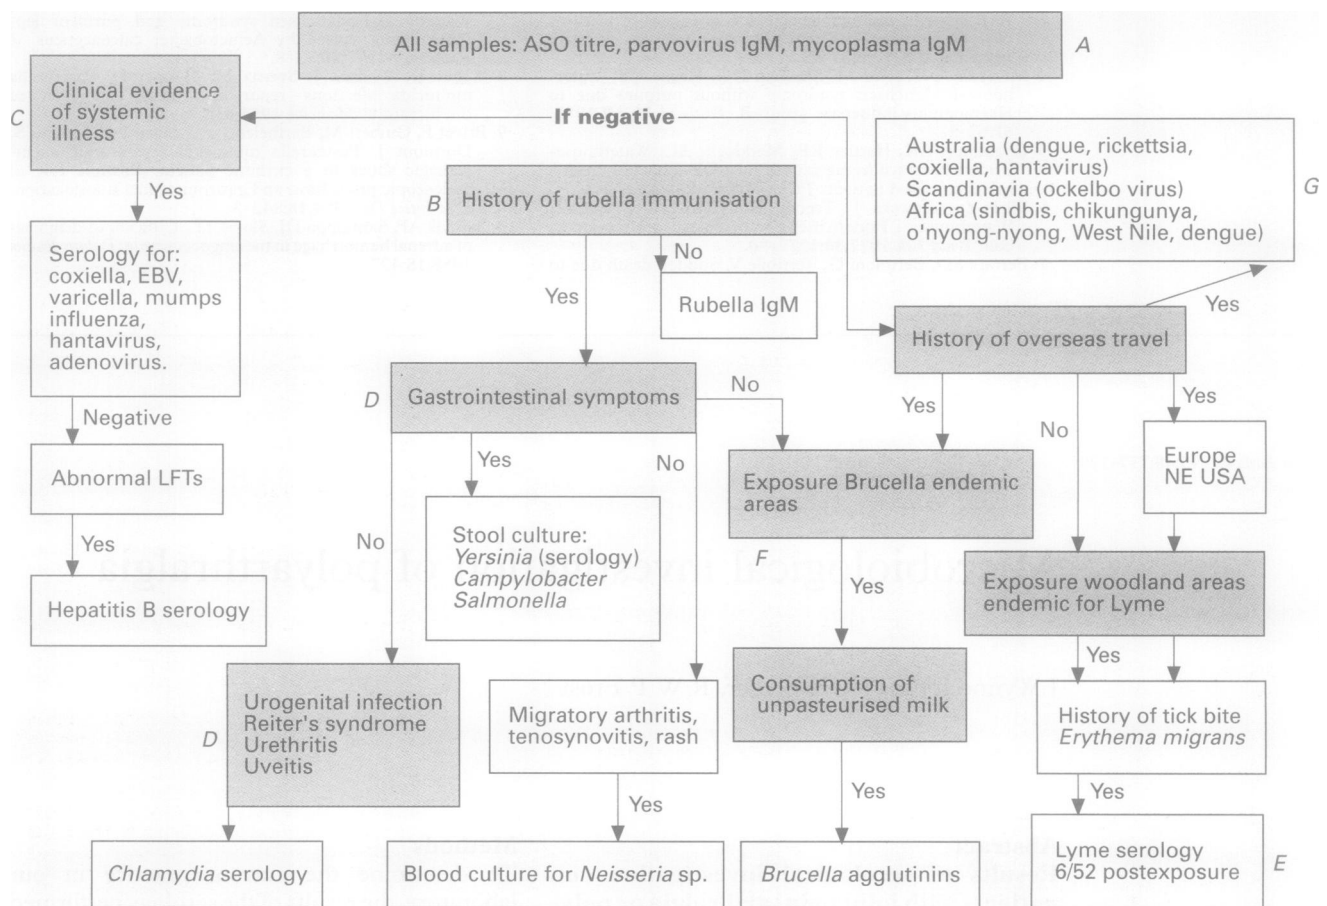 All samples: ASO titre, parvovirus IgM, mycoplasma IgM
A
Clinical evidence
of systemic
illness
C
If negative
Australia (dengue, rickettsia,
coxiella, hantavirus)
Scandinavia (ockelbo virus)
Africa (sindbis, chikungunya,
o'nyong-nyong, West Nile, dengue)
G
Yes
B
History of rubella immunisation
No
Serology for:
coxiella, EBV,
varicella, mumps
influenza,
hantavirus,
adenovirus.
Yes
Rubella IgM
Yes
History of overseas travel
D
Gastrointestinal symptoms
No
Yes
No
Yes
Negative
Abnormal LFTs
Yes
No
Exposure Brucella endemic
areas
F
Europe
NE USA
Yes
No
Stool culture:
Yersinia (serology)
Campylobacter
Salmonella
Yes
Exposure woodland areas
endemic for Lyme
Hepatitis B serology
Yes
D
Urogenital infection
Reiter's syndrome
Urethritis
Uveitis
Migratory arthritis,
tenosynovitis, rash
Consumption of
unpasteurised milk
History of tick bite
Erythema migrans
Yes
Yes
Yes
Chlamydia serology
Blood culture for Neisseria sp.
Brucella agglutinins
Lyme serology
6/52 postexposure
E